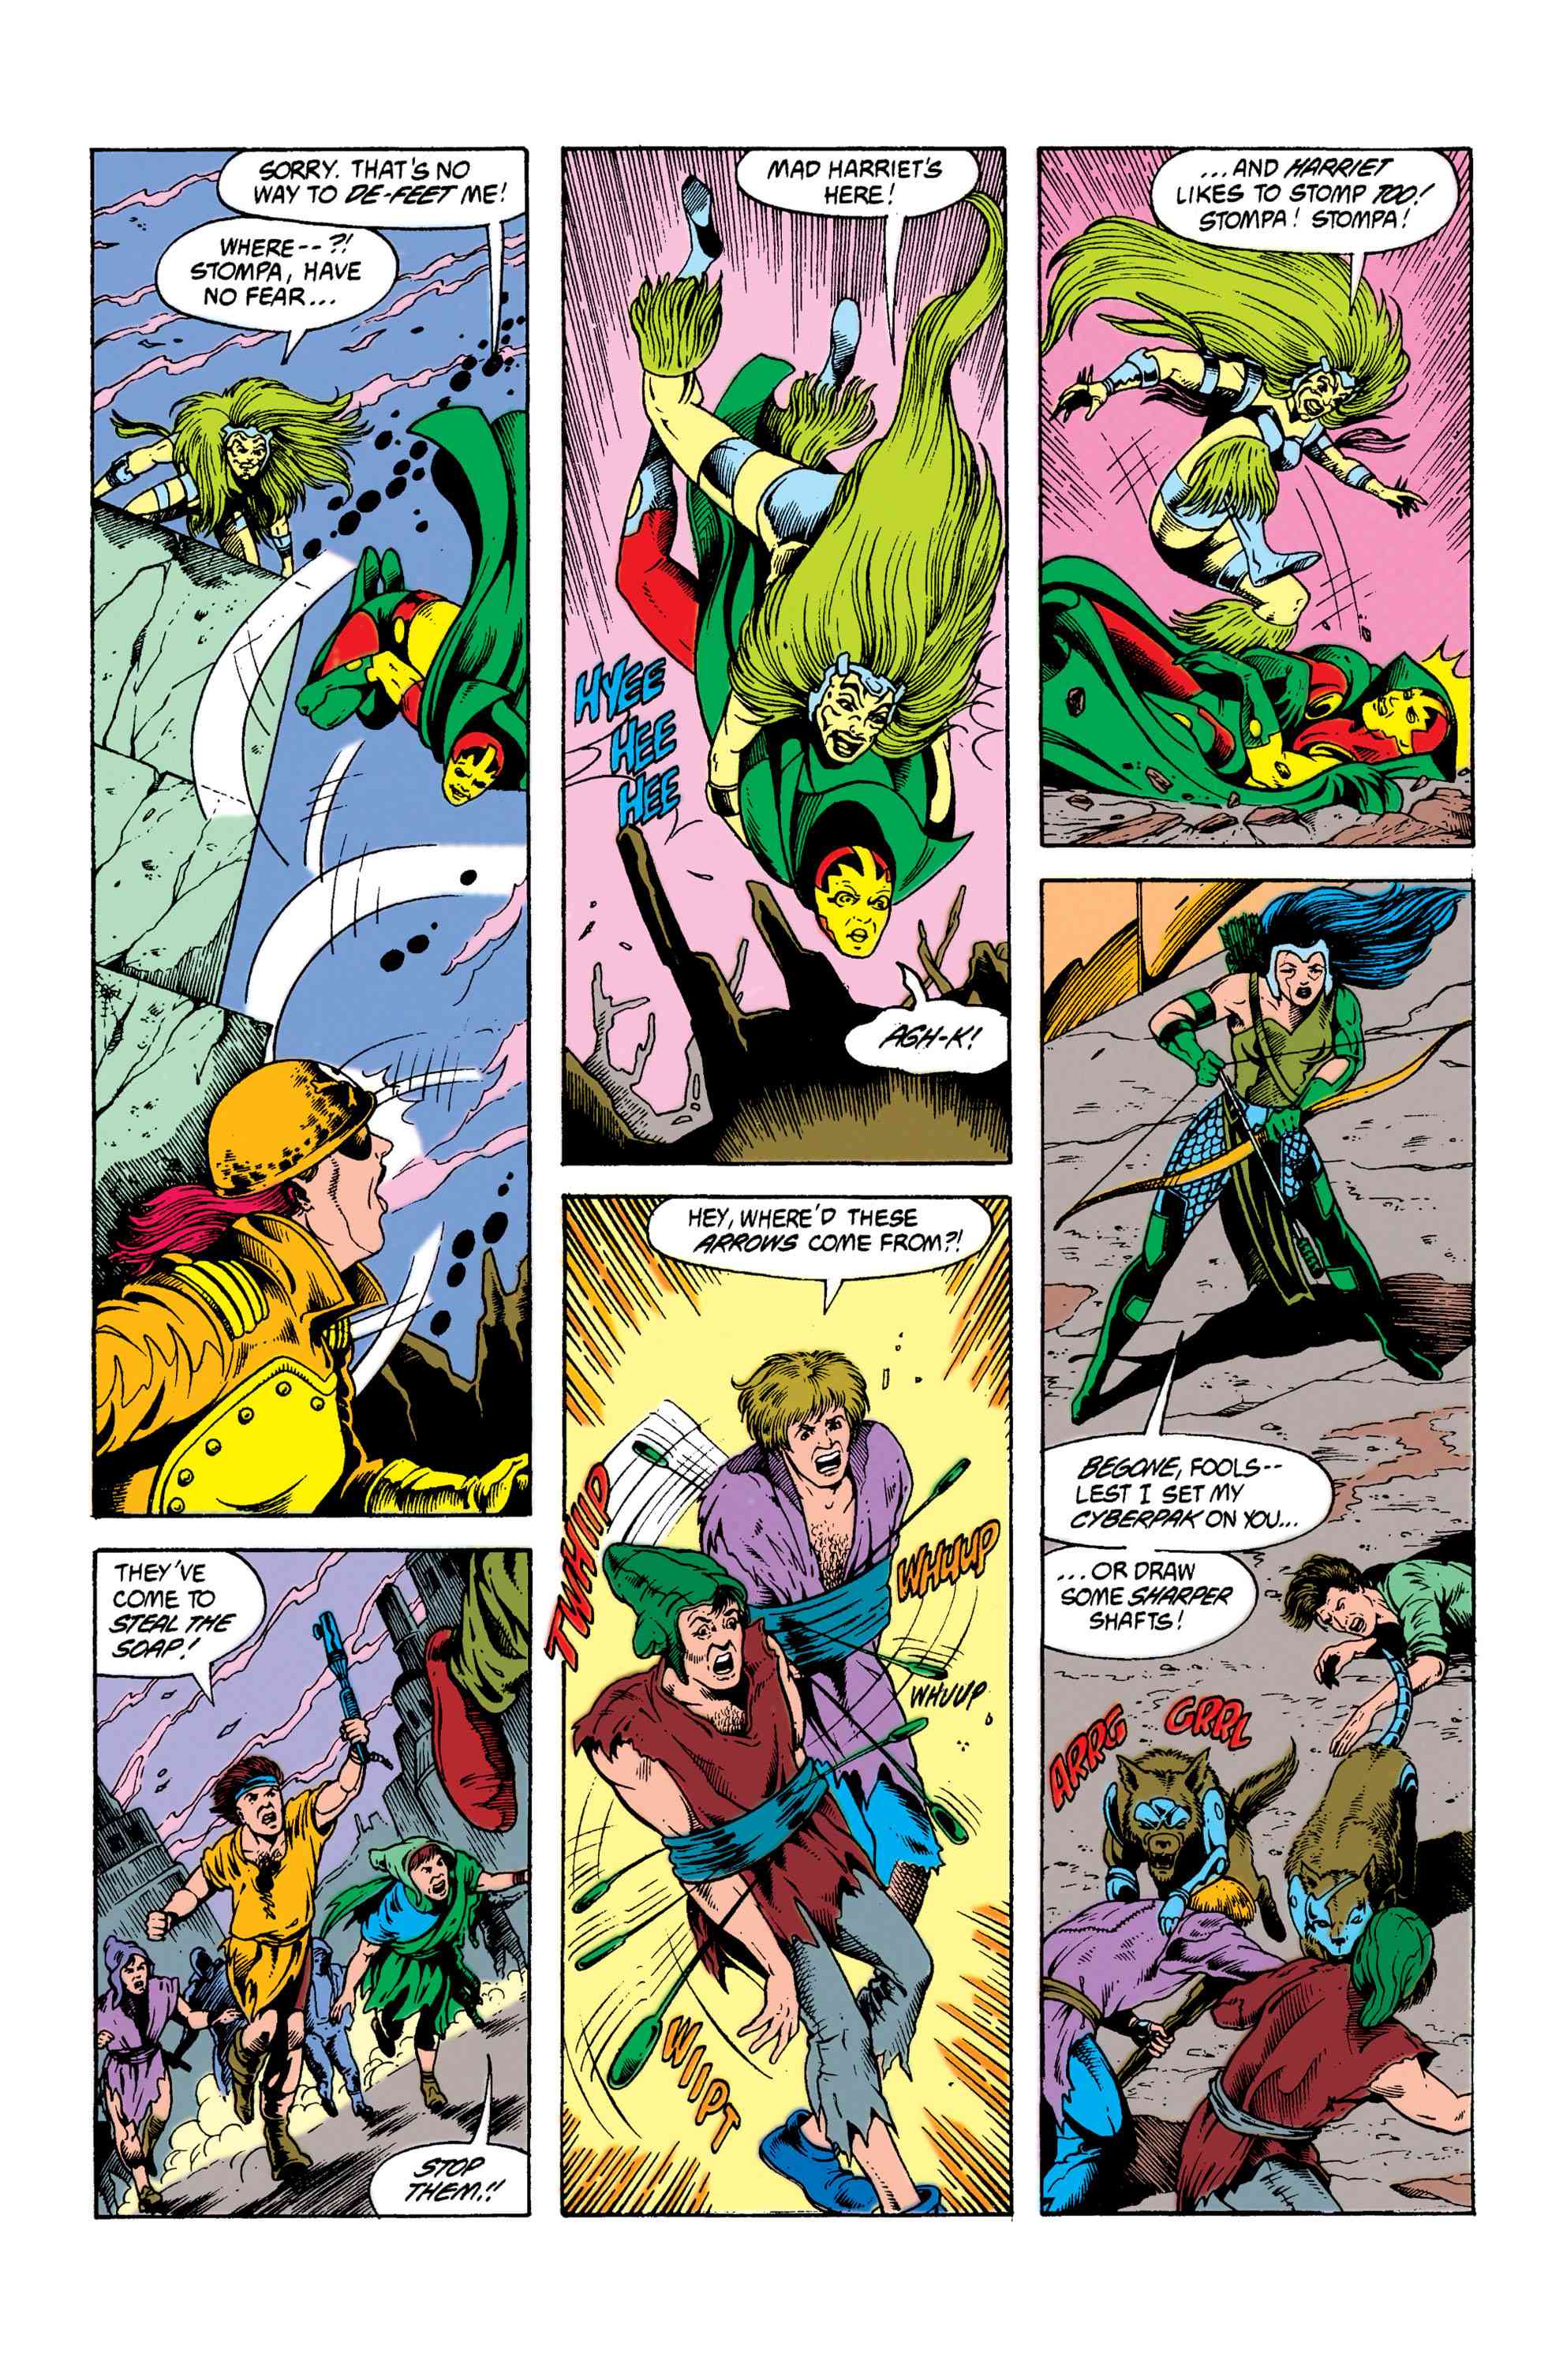 SORRY. THAT'S NO
WAY TO DE-FEET ME!
WHERE--?!
STOMPA, HAVE
NO FEAR...
MAD HARRIET'S
HERE!
HYEE
HEE
HEE
AGH-K!
...AND HARRIET
LIKES TO STOMP TOO!
STOMPA! STOMPA!
THEY'VE
COME TO
STEAL THE
SOAP!
STOP
THEM!!
HEY, WHERE'D THESE
ARROWS COME FROM?!
TWHIIP
WHUUP
WHUUP
WIIPT
BEGONE, FOOLS--
LEST I SET MY
CYBERPAK ON YOU...
...OR DRAW
SOME SHARPER
SHAFTS!
ARRG
GRRL